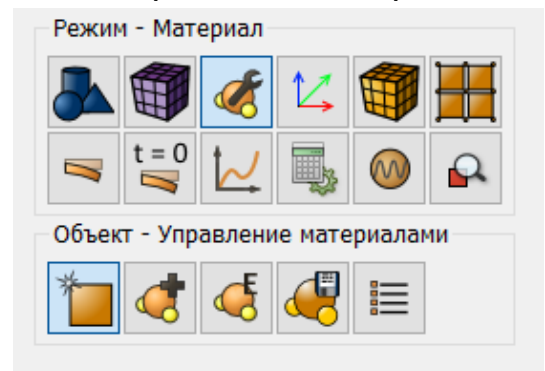 Режим - Материал
t = 0
Объект - Управление материалами
E